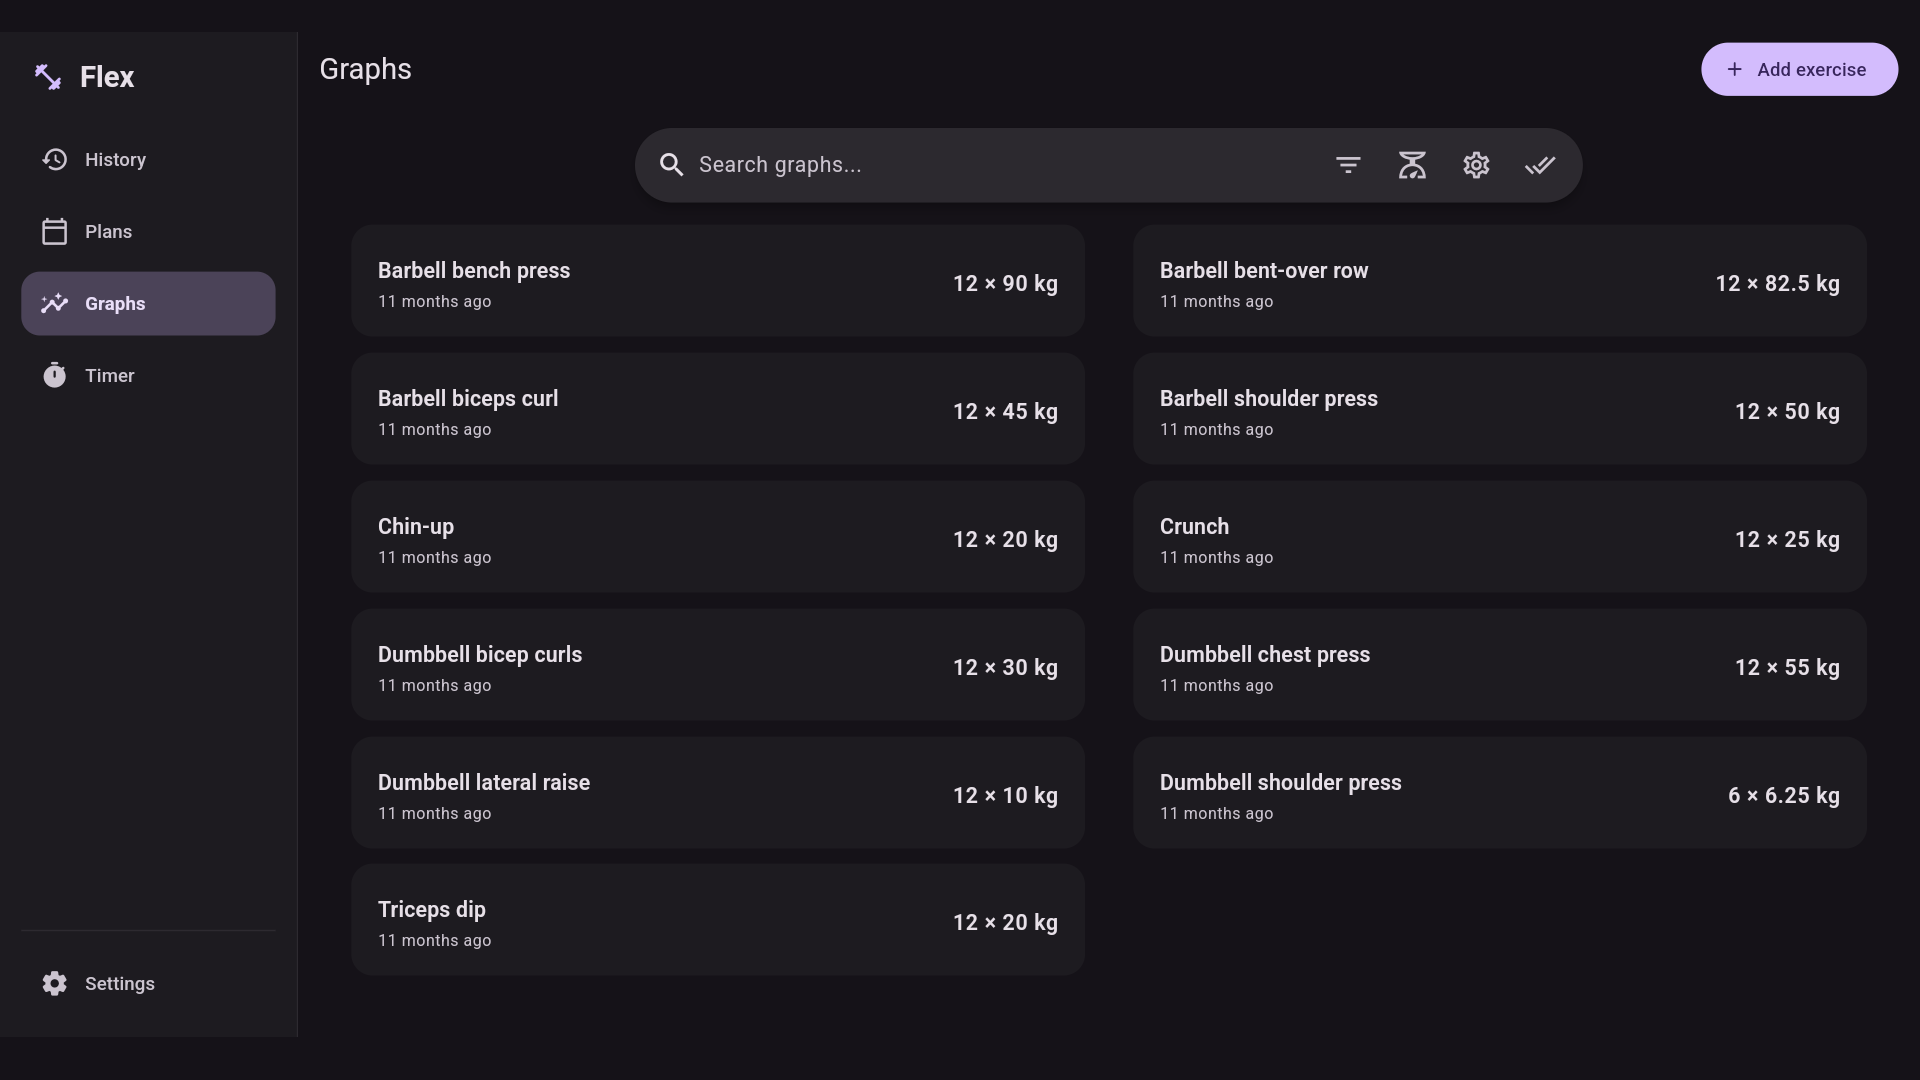 Flex
History
Plans
Graphs
Timer
Settings
Graphs
Add exercise
Search graphs...
Barbell bench press
11 months ago
12 × 90 kg
Barbell bent-over row
11 months ago
12 × 82.5 kg
Barbell biceps curl
11 months ago
12 × 45 kg
Barbell shoulder press
11 months ago
12 × 50 kg
Chin-up
11 months ago
12 × 20 kg
Crunch
11 months ago
12 × 25 kg
Dumbbell bicep curls
11 months ago
12 × 30 kg
Dumbbell chest press
11 months ago
12 × 55 kg
Dumbbell lateral raise
11 months ago
12 × 10 kg
Dumbbell shoulder press
11 months ago
6 × 6.25 kg
Triceps dip
11 months ago
12 × 20 kg